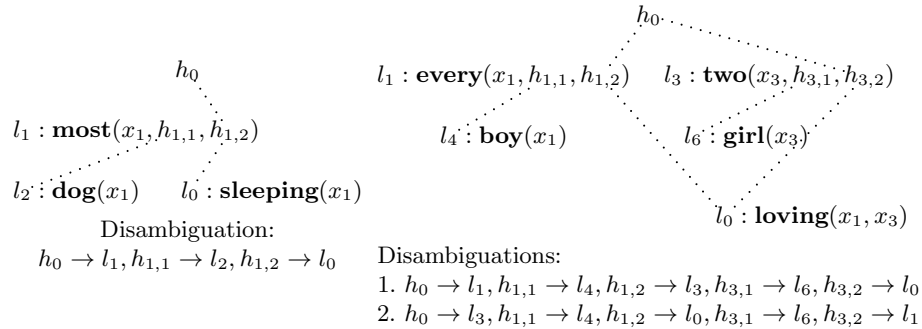 h₀
l₁ : most(x₁, h₁,₁, h₁,₂)
l₂ : dog(x₁) l₀ : sleeping(x₁)
Disambiguation:
h₀ → l₁, h₁,₁ → l₂, h₁,₂ → l₀
h₀
l₁ : every(x₁, h₁,₁, h₁,₂) l₃ : two(x₃, h₃,₁, h₃,₂)
l₄ : boy(x₁) l₆ : girl(x₃)
l₀ : loving(x₁, x₃)
Disambiguations:
1. h₀ → l₁, h₁,₁ → l₄, h₁,₂ → l₃, h₃,₁ → l₆, h₃,₂ → l₀
2. h₀ → l₃, h₁,₁ → l₄, h₁,₂ → l₀, h₃,₁ → l₆, h₃,₂ → l₁